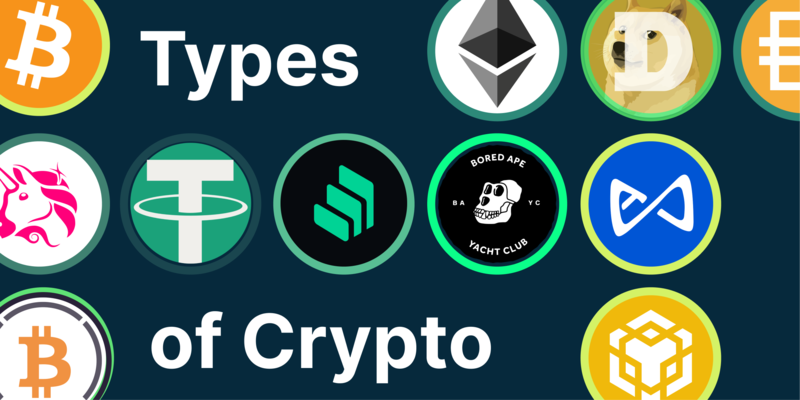 Types
D
BORED APE
BA YC
YACHT CLUB
of Crypto